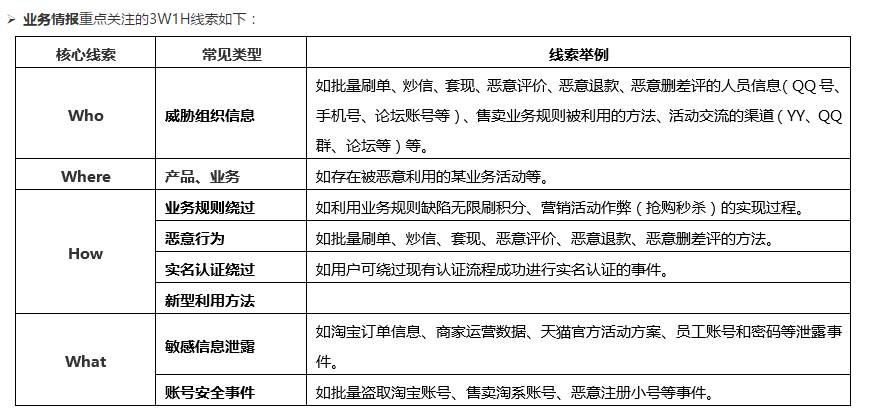 ➢ 业务情报重点关注的3W1H线索如下：
核心线索 常见类型 线索举例
Who 威胁组织信息 如批量刷单、炒信、套现、恶意评价、恶意退款、恶意删差评的人员信息（QQ号、
手机号、论坛账号等）、售卖业务规则被利用的方法、活动交流的渠道（YY、QQ
群、论坛等）等。
Where 产品、业务 如存在被恶意利用的某业务活动等。
How 业务规则绕过 如利用业务规则缺陷无限刷积分、营销活动作弊（抢购秒杀）的实现过程。
恶意行为 如批量刷单、炒信、套现、恶意评价、恶意退款、恶意删差评的方法。
实名认证绕过 如用户可绕过现有认证流程成功进行实名认证的事件。
新型利用方法
What 敏感信息泄露 如淘宝订单信息、商家运营数据、天猫官方活动方案、员工账号和密码等泄露事
件。
账号安全事件 如批量盗取淘宝账号、售卖淘系账号、恶意注册小号等事件。